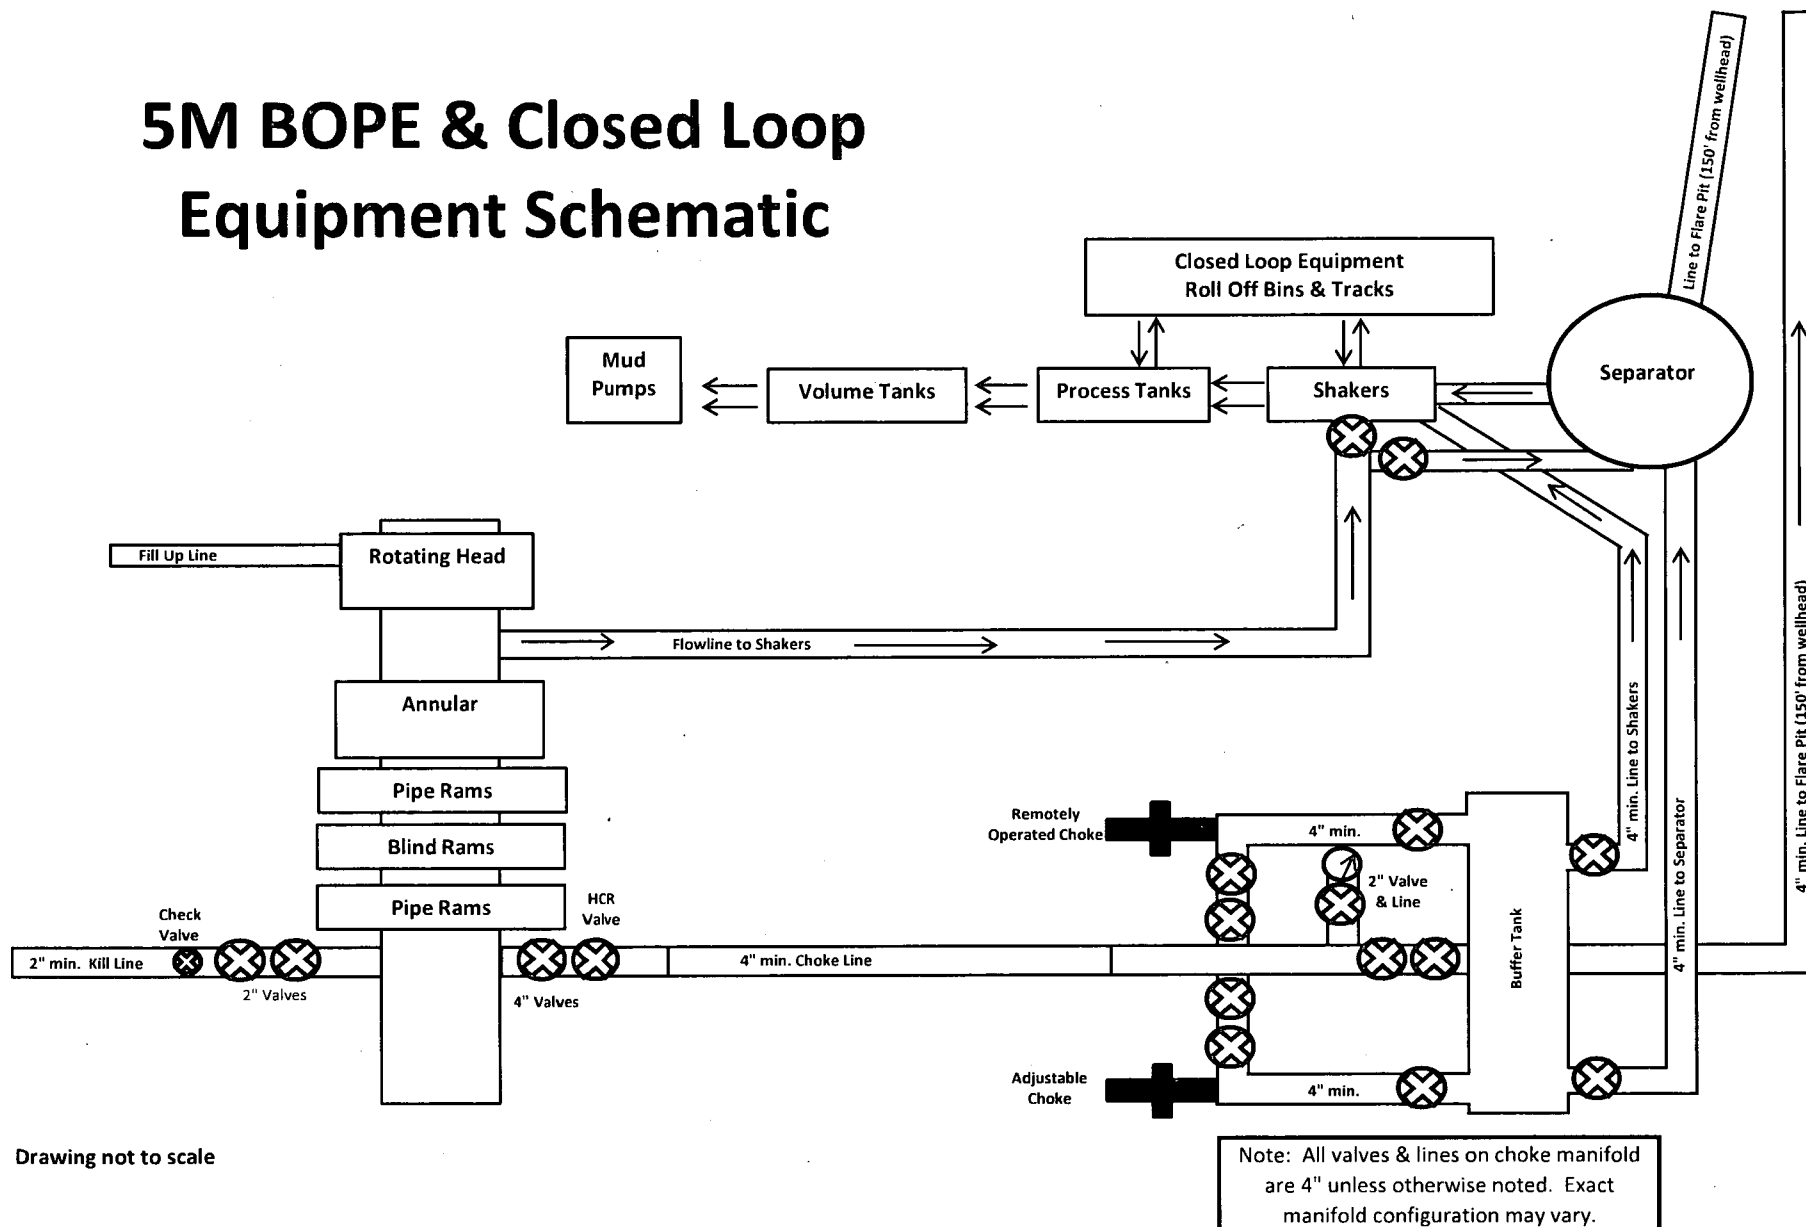 5M BOPE & Closed Loop
Equipment Schematic
Line to Flare Pit (150' from wellhead)
Closed Loop Equipment
Roll Off Bins & Tracks
Mud
Pumps
Volume Tanks
Process Tanks
Shakers
Separator
Fill Up Line
Rotating Head
Flowline to Shakers
Annular
Pipe Rams
Blind Rams
Pipe Rams
Check
Valve
HCR
Valve
2" min. Kill Line
2" Valves
4" Valves
4" min. Choke Line
Remotely
Operated Choke
4" min.
2" Valve
& Line
Adjustable
Choke
4" min.
Buffer Tank
4" min. Line to Shakers
4" min. Line to Separator
4" min. Line to Flare Pit (150' from wellhead)
Drawing not to scale
Note: All valves & lines on choke manifold
are 4" unless otherwise noted. Exact
manifold configuration may vary.